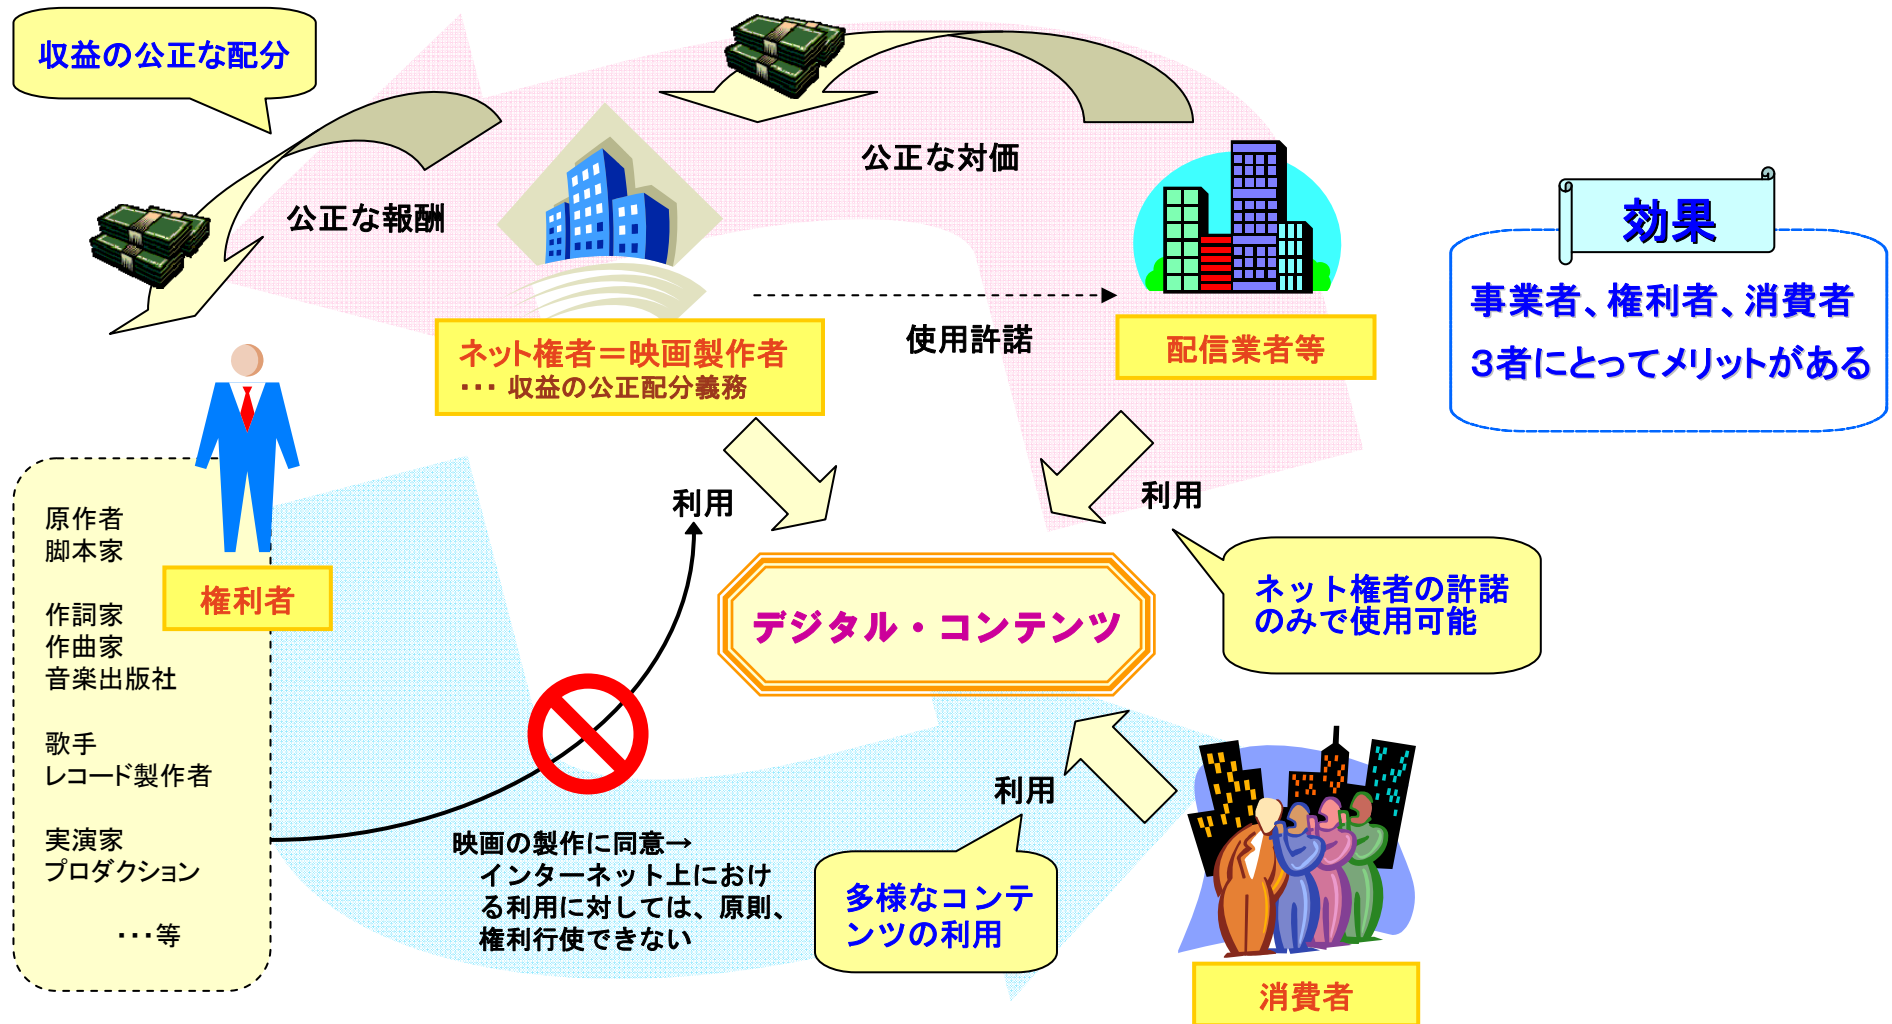 収益の公正な配分
公正な対価
公正な報酬
効果
事業者、権利者、消費者
３者にとってメリットがある
使用許諾
ネット権者＝映画製作者
･･･ 収益の公正配分義務
配信業者等
利用
利用
原作者
脚本家
作詞家
作曲家
音楽出版社
歌手
レコード製作者
実演家
プロダクション
･･･等
権利者
デジタル・コンテンツ
ネット権者の許諾
のみで使用可能
利用
映画の製作に同意→
インターネット上におけ
る利用に対しては、原則、
権利行使できない
多様なコンテ
ンツの利用
消費者